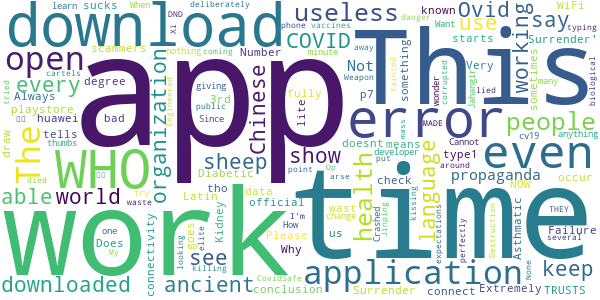 learn sucks When DND Xi deliberately WiFi
download useless Ovid use known say typing
scammers COVID Surrender'
open Number working starts away danger
degree minute Not Very
every giving Always 3rd
playstore Since fully something
huawei bad public lite p7
The tells thumbs Chinese
app
This
error even
organization
draw died sheep show people
WHO Diabetic doesnt means type1
able world tho data check propaganda
Latin official health language developer
work time
connectivity Does one goes see Kidney
How I'm Why Please us change
downloaded ancient application keep
conclusion Surrender Extremely connect TRUSTS
Asthmatic Failure occur NOW Cannot
MADE sometimes many anything
vaccines coming nothing phone cartels
tried corrupted lied Jahangir
biological Weapon Wonder Engineered
cv19 around perfectly expectations
Want mass put point arse Up
Crashed Jinping kissing Destruction
None THEY several
wast waste try looking elite killing
My CovidSafe